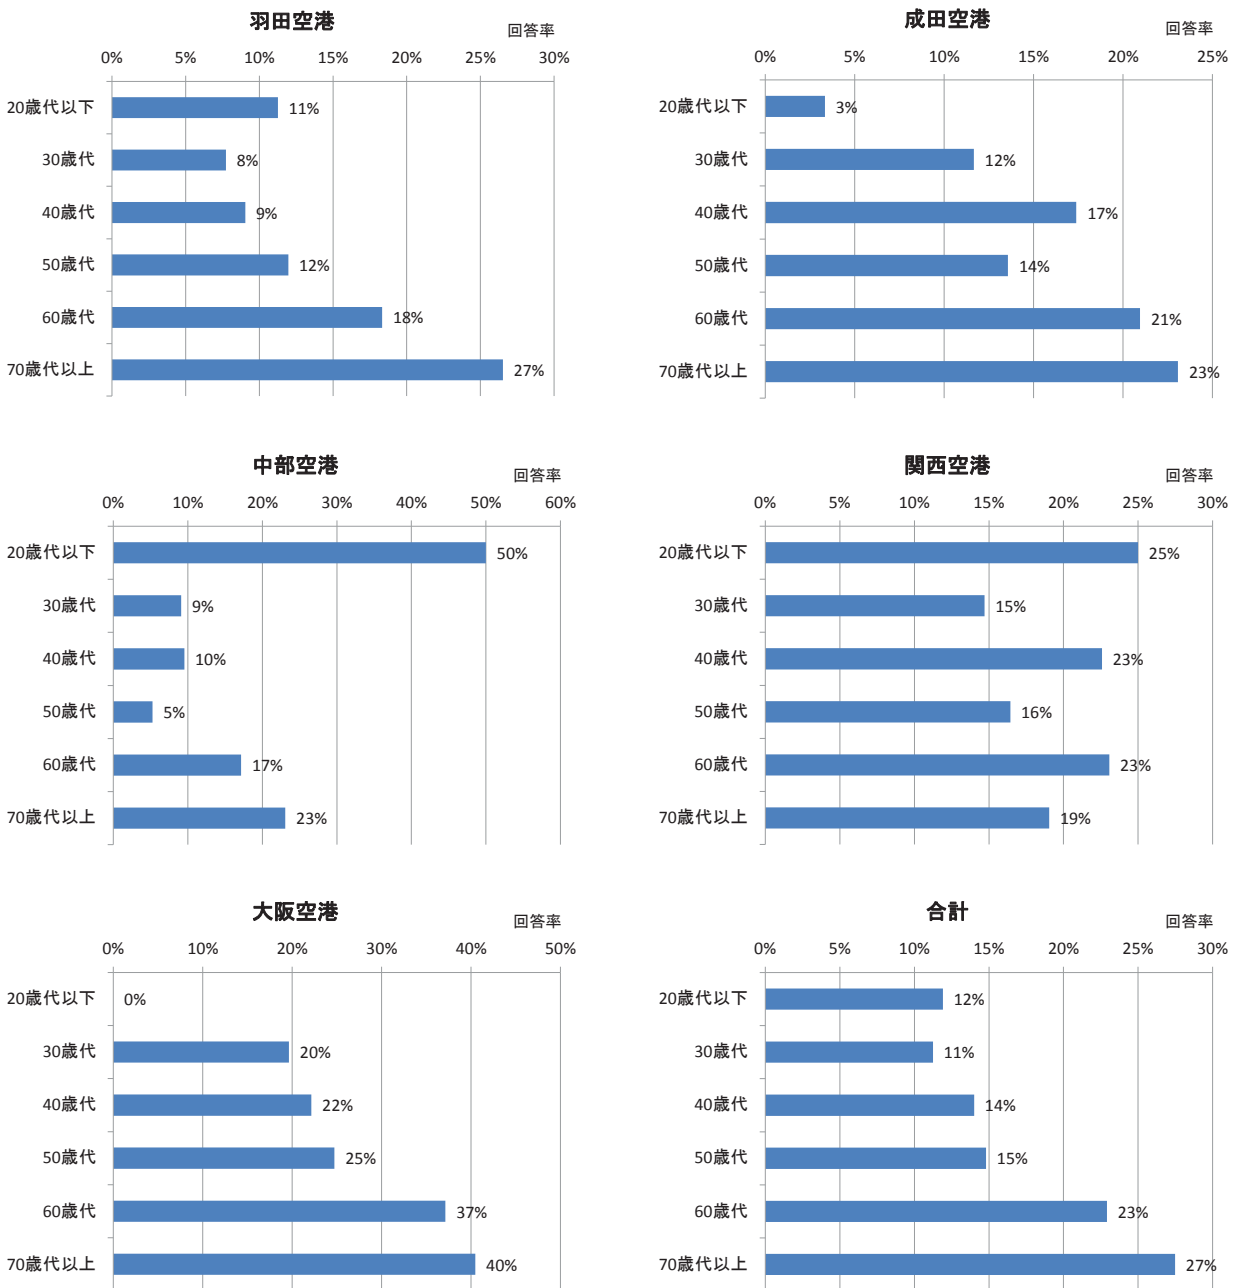 羽田空港
回答率
0% 5% 10% 15% 20% 25% 30%
20歳代以下 11%
30歳代 8%
40歳代 9%
50歳代 12%
60歳代 18%
70歳代以上 27%
成田空港
回答率
0% 5% 10% 15% 20% 25%
20歳代以下 3%
30歳代 12%
40歳代 17%
50歳代 14%
60歳代 21%
70歳代以上 23%
中部空港
回答率
0% 10% 20% 30% 40% 50% 60%
20歳代以下 50%
30歳代 9%
40歳代 10%
50歳代 5%
60歳代 17%
70歳代以上 23%
関西空港
回答率
0% 5% 10% 15% 20% 25% 30%
20歳代以下 25%
30歳代 15%
40歳代 23%
50歳代 16%
60歳代 23%
70歳代以上 19%
大阪空港
回答率
0% 10% 20% 30% 40% 50%
20歳代以下 0%
30歳代 20%
40歳代 22%
50歳代 25%
60歳代 37%
70歳代以上 40%
合計
回答率
0% 5% 10% 15% 20% 25% 30%
20歳代以下 12%
30歳代 11%
40歳代 14%
50歳代 15%
60歳代 23%
70歳代以上 27%